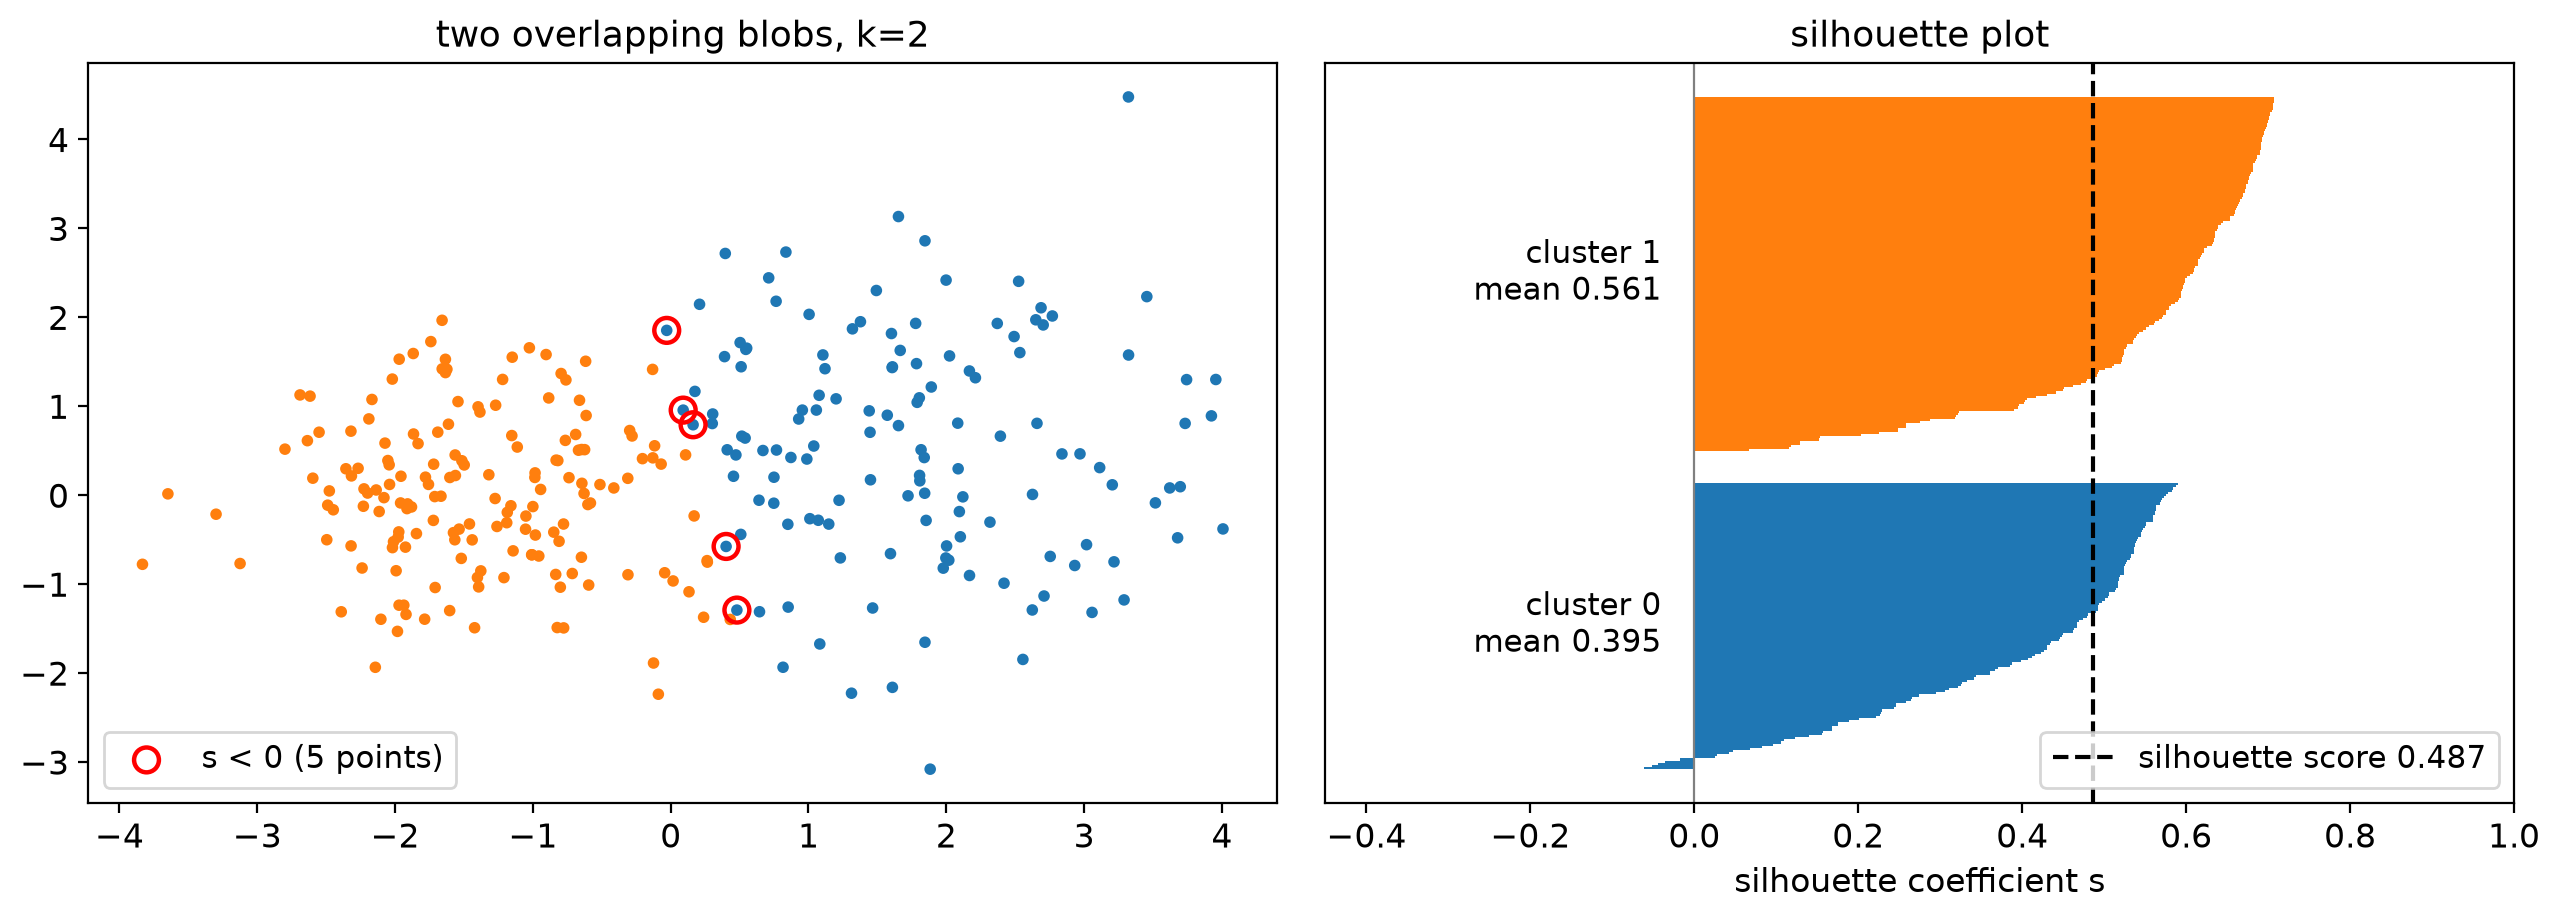 two overlapping blobs, k=2
4
3
2
1
0
−1
−2
−3
s < 0 (5 points)
−4 −3 −2 −1 0 1 2 3 4
silhouette plot
cluster 1
mean 0.561
cluster 0
mean 0.395
silhouette score 0.487
−0.4 −0.2 0.0 0.2 0.4 0.6 0.8 1.0
silhouette coefficient s